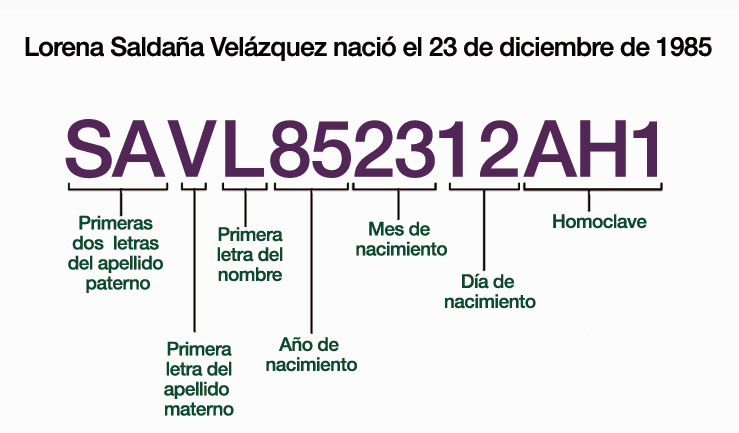 Lorena Saldaña Velázquez nació el 23 de diciembre de 1985
SAVL852312AH1
Primeras
dos letras
del apellido
paterno
Primera
letra del
apellido
materno
Primera
letra del
nombre
Año de
nacimiento
Mes de
nacimiento
Día de
nacimiento
Homoclave